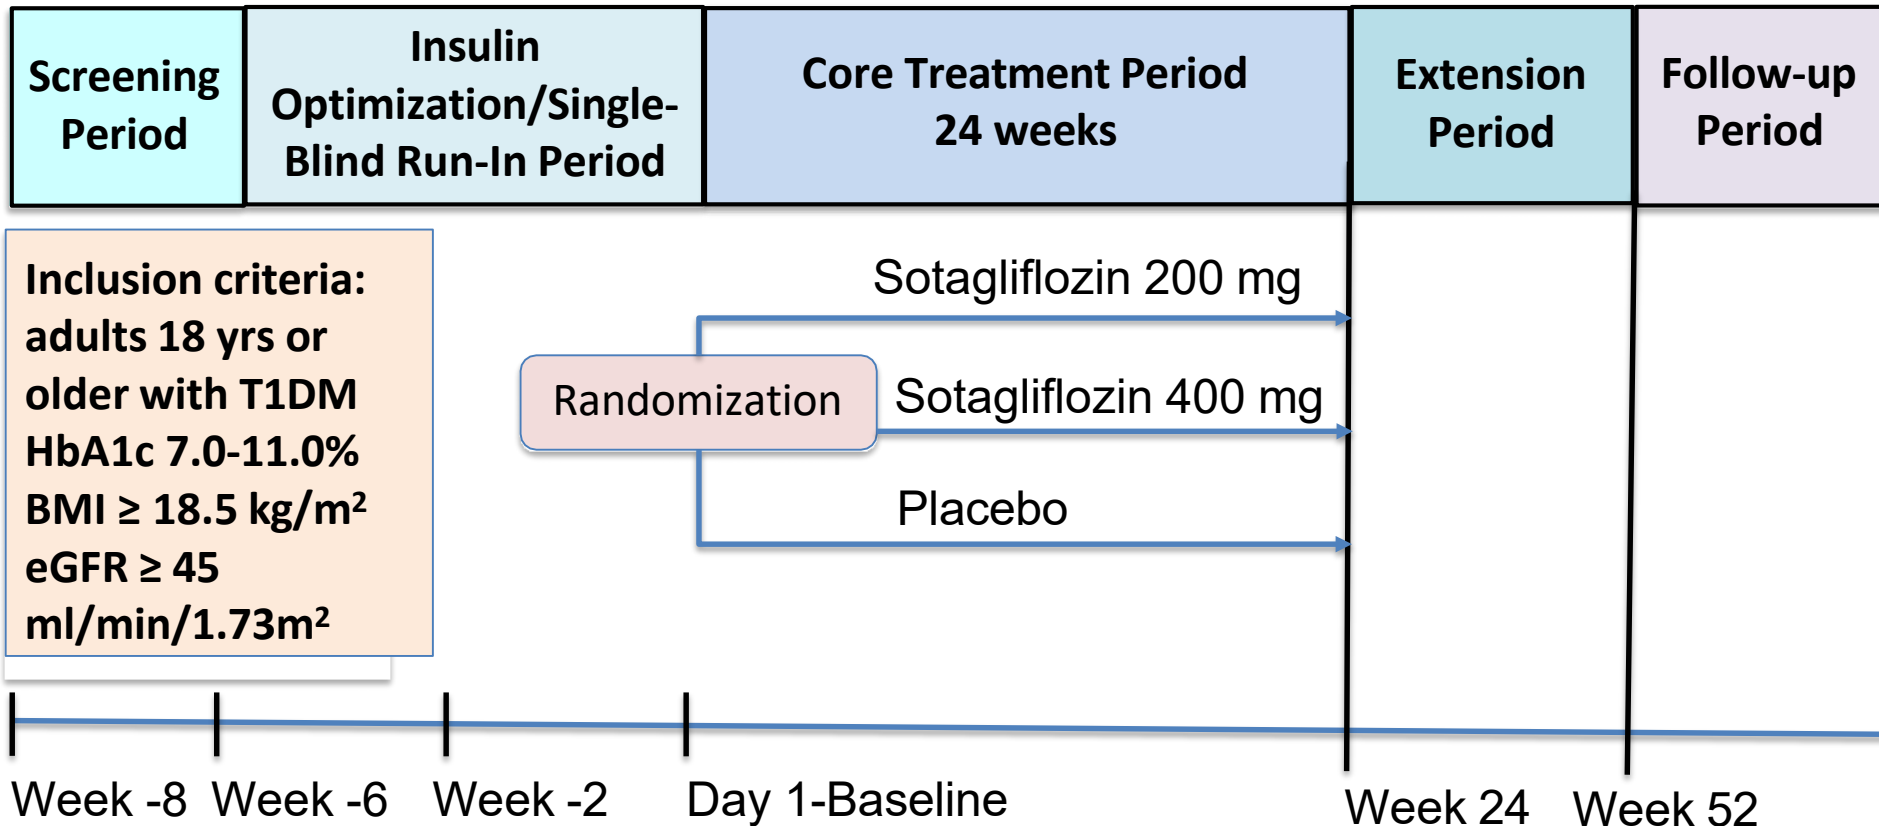 Screening
Period
Insulin
Optimization/Single-
Blind Run-In Period
Core Treatment Period
24 weeks
Extension
Period
Follow-up
Period
Inclusion criteria:
adults 18 yrs or
older with T1DM
HbA1c 7.0-11.0%
BMI ≥ 18.5 kg/m²
eGFR ≥ 45
ml/min/1.73m²
Sotagliflozin 200 mg
Randomization
Sotagliflozin 400 mg
Placebo
Week -8
Week -6
Week -2
Day 1-Baseline
Week 24
Week 52